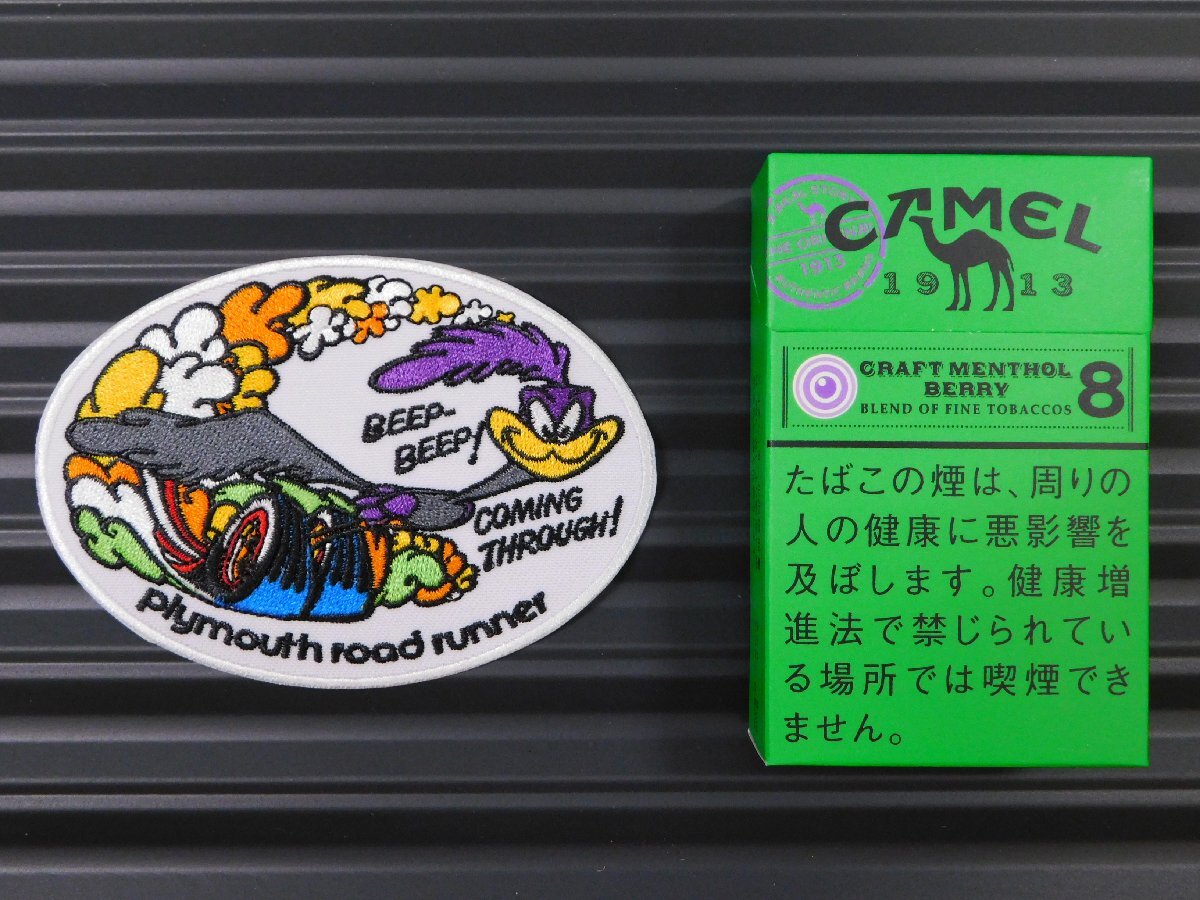 BEEP-
BEEP!
COMING
THROUGH!
plymouth road runner
CAMEL
1913
1913
CRAFT MENTHOL
BERRY
BLEND OF FINE TOBACCOS
8
たばこの煙は、周りの
人の健康に悪影響を
及ぼします。健康増
進法で禁じられてい
る場所では喫煙でき
ません。